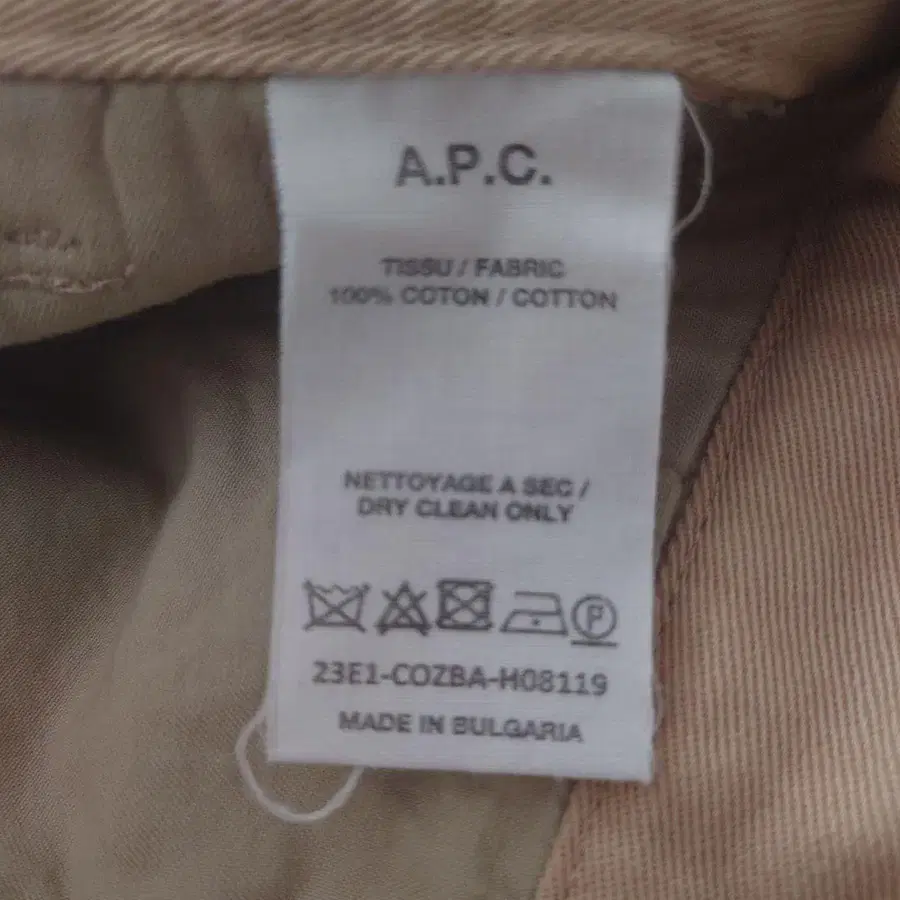 A.P.C.
TISSU / FABRIC
100% COTON / COTTON
NETTOYAGE A SEC /
DRY CLEAN ONLY
P
23E1-COZBA-H08119
MADE IN BULGARIA